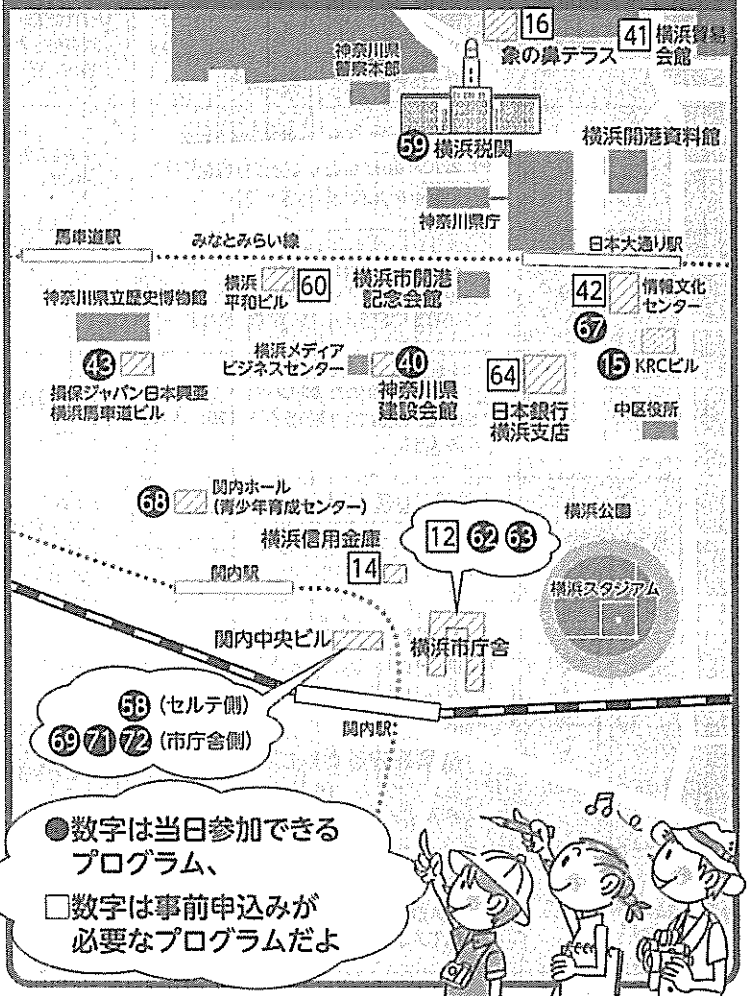 神奈川県
警察本部
16
象の鼻テラス
41 横浜貿易
会館
59 横浜税関
横浜開港資料館
神奈川県庁
馬車道駅
みなとみらい線
日本大通り駅
神奈川県立歴史博物館
横浜
平和ビル
60
横浜市開港
記念会館
42
情報文化
センター
67
43
損保ジャパン日本興亜
横浜馬車道ビル
横浜メディア
ビジネスセンター
40
神奈川県
建設会館
64
日本銀行
横浜支店
15 KRCビル
中区役所
68
関内ホール
(青少年育成センター)
横浜信用金庫
14
12 62 63
横浜公園
横浜スタジアム
関内駅
関内中央ビル
横浜市庁舎
58 (セルテ側)
69 71 72 (市庁舎側)
関内駅
●数字は当日参加できる
プログラム、
□数字は事前申込みが
必要なプログラムだよ